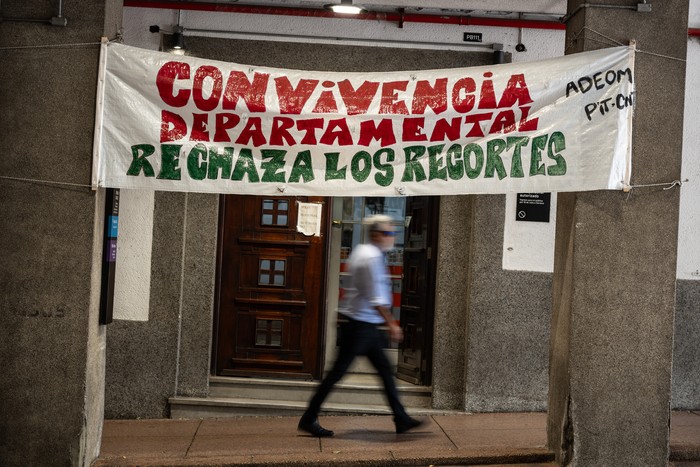 CONVIVENCIA
DEPARTAMENTAL
RECHAZA LOS RECORTES
ADEOM
PIT-CNT